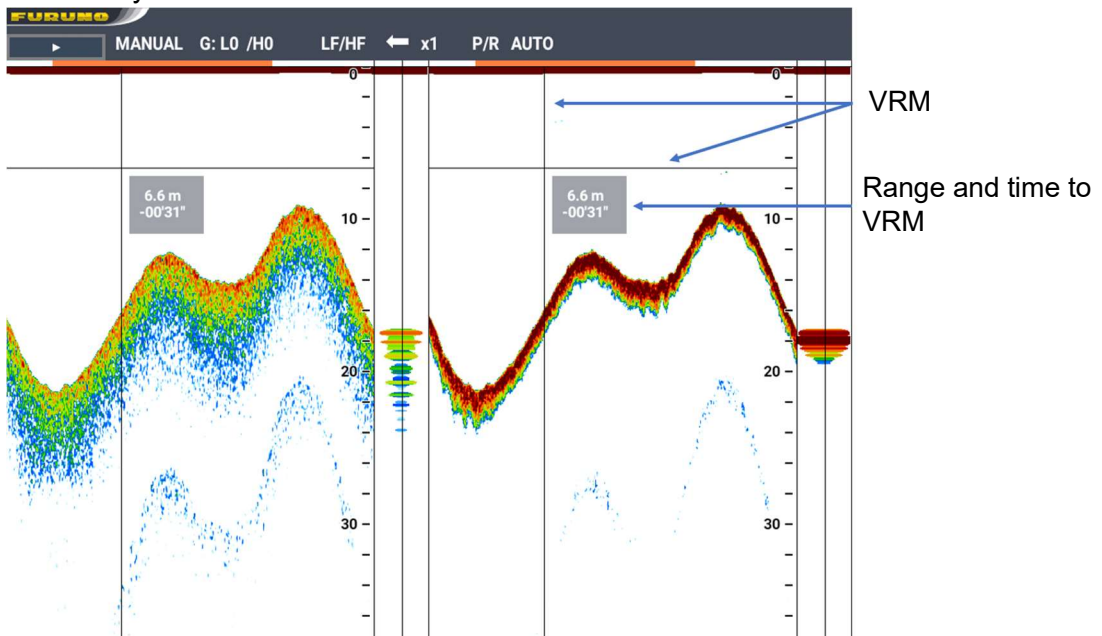 FURUNO
MANUAL G: L0 /H0 LF/HF x1 P/R AUTO
0
0
VRM
6.6 m
-00'31"
6.6 m
-00'31"
Range and time to
VRM
10
10
20
20
30
30